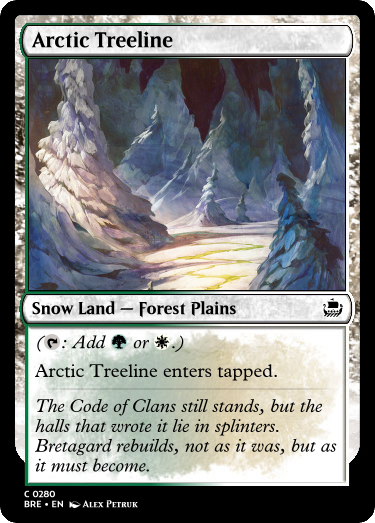 Arctic Treeline
Snow Land — Forest Plains
(: Add or .)
Arctic Treeline enters tapped.
The Code of Clans still stands, but the
halls that wrote it lie in splinters.
Bretagard rebuilds, not as it was, but as
it must become.
C 0280
BRE • EN Alex Petruk